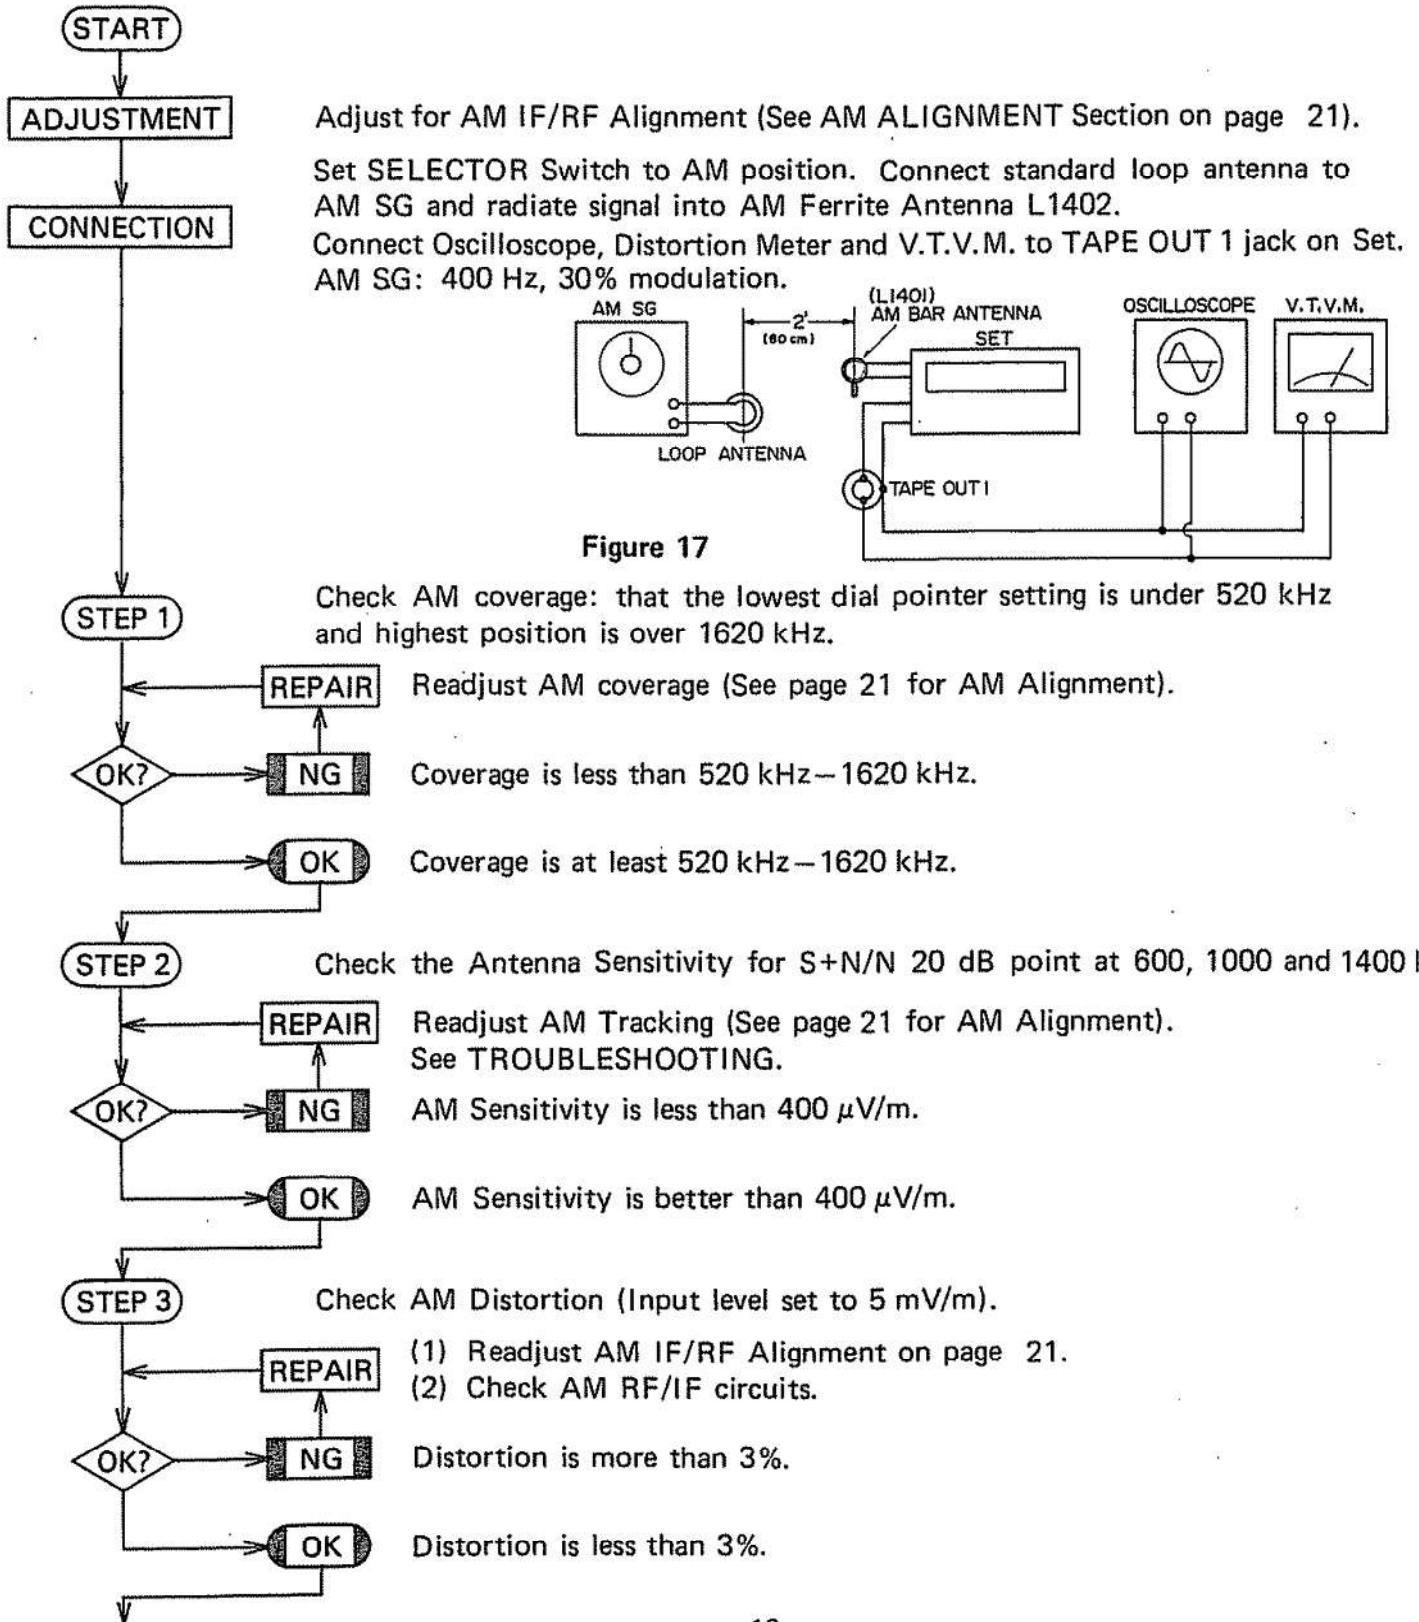 START
ADJUSTMENT
Adjust for AM IF/RF Alignment (See AM ALIGNMENT Section on page 21).
CONNECTION
Set SELECTOR Switch to AM position. Connect standard loop antenna to
AM SG and radiate signal into AM Ferrite Antenna L1402.
Connect Oscilloscope, Distortion Meter and V.T.V.M. to TAPE OUT 1 jack on Set.
AM SG: 400 Hz, 30% modulation.
AM SG
2'
(60cm)
(L1401)
AM BAR ANTENNA
SET
OSCILLOSCOPE
V.T.V.M.
LOOP ANTENNA
TAPE OUT 1
Figure 17
STEP 1
Check AM coverage: that the lowest dial pointer setting is under 520 kHz
and highest position is over 1620 kHz.
REPAIR
Readjust AM coverage (See page 21 for AM Alignment).
OK?
NG
Coverage is less than 520 kHz—1620 kHz.
OK
Coverage is at least 520 kHz—1620 kHz.
STEP 2
Check the Antenna Sensitivity for S+N/N 20 dB point at 600, 1000 and 1400
REPAIR
Readjust AM Tracking (See page 21 for AM Alignment).
See TROUBLESHOOTING.
OK?
NG
AM Sensitivity is less than 400 μV/m.
OK
AM Sensitivity is better than 400 μV/m.
STEP 3
Check AM Distortion (Input level set to 5 mV/m).
REPAIR
(1) Readjust AM IF/RF Alignment on page 21.
(2) Check AM RF/IF circuits.
OK?
NG
Distortion is more than 3%.
OK
Distortion is less than 3%.